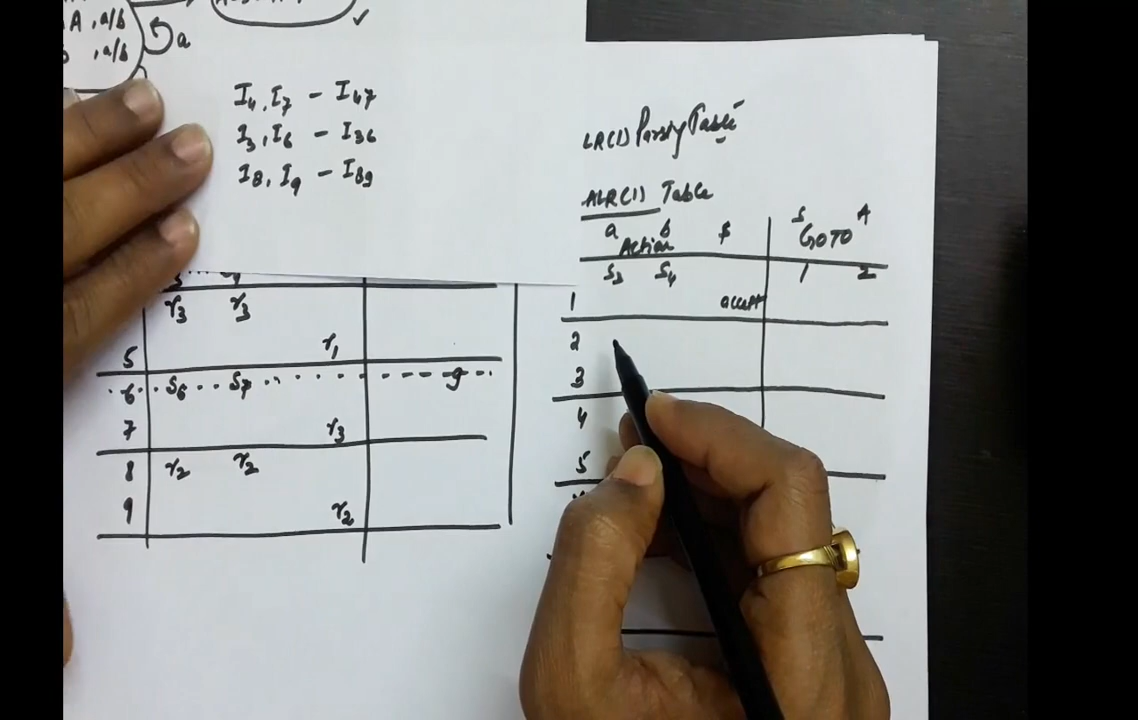 A , a/b
, a/b
a
I4, I7 - I47
I3, I6 - I36
I8, I9 - I89
r3 r3
5 r1
6 S6 S7 9
7 r3
8 r2 r2
9 r2
LR(1) Parsing Table
ALR(1) Table
a b $ S A
Action GOTO
S3 S4 1 2
1 accept
2
3
4
5